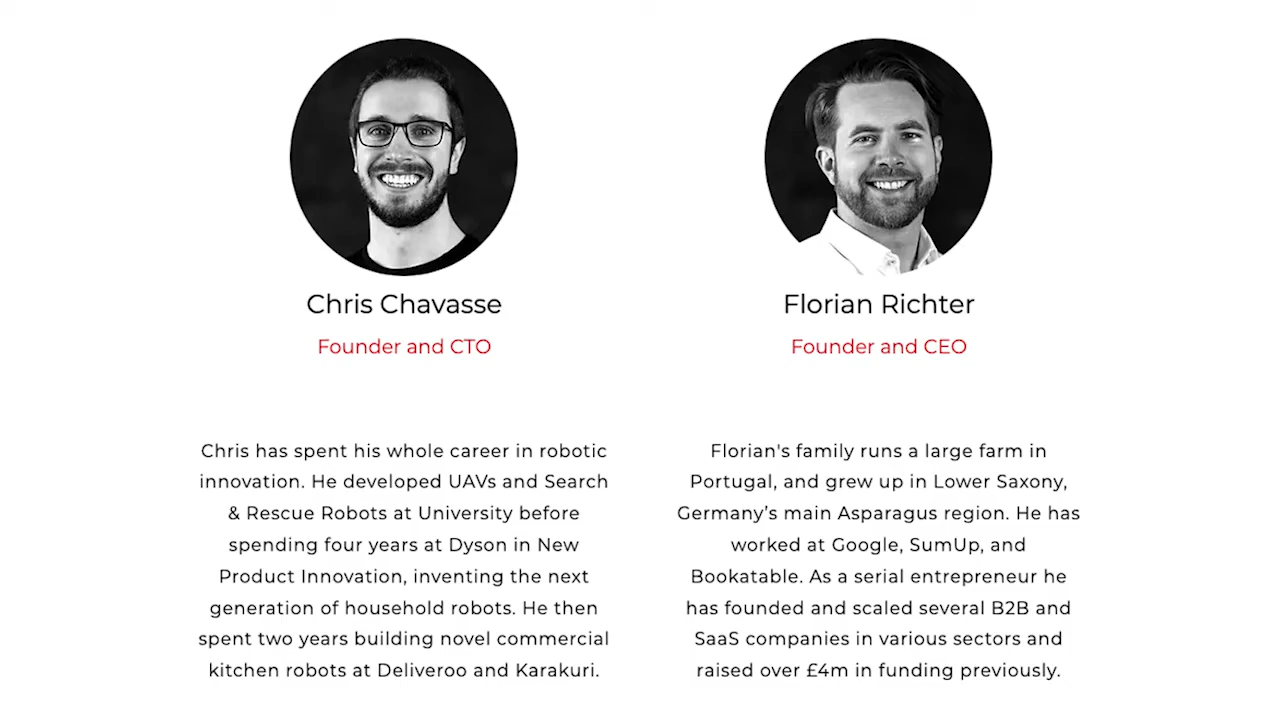 Chris Chavasse
Founder and CTO
Chris has spent his whole career in robotic
innovation. He developed UAVs and Search
& Rescue Robots at University before
spending four years at Dyson in New
Product Innovation, inventing the next
generation of household robots. He then
spent two years building novel commercial
kitchen robots at Deliveroo and Karakuri.
Florian Richter
Founder and CEO
Florian's family runs a large farm in
Portugal, and grew up in Lower Saxony,
Germany’s main Asparagus region. He has
worked at Google, SumUp, and
Bookatable. As a serial entrepreneur he
has founded and scaled several B2B and
SaaS companies in various sectors and
raised over £4m in funding previously.